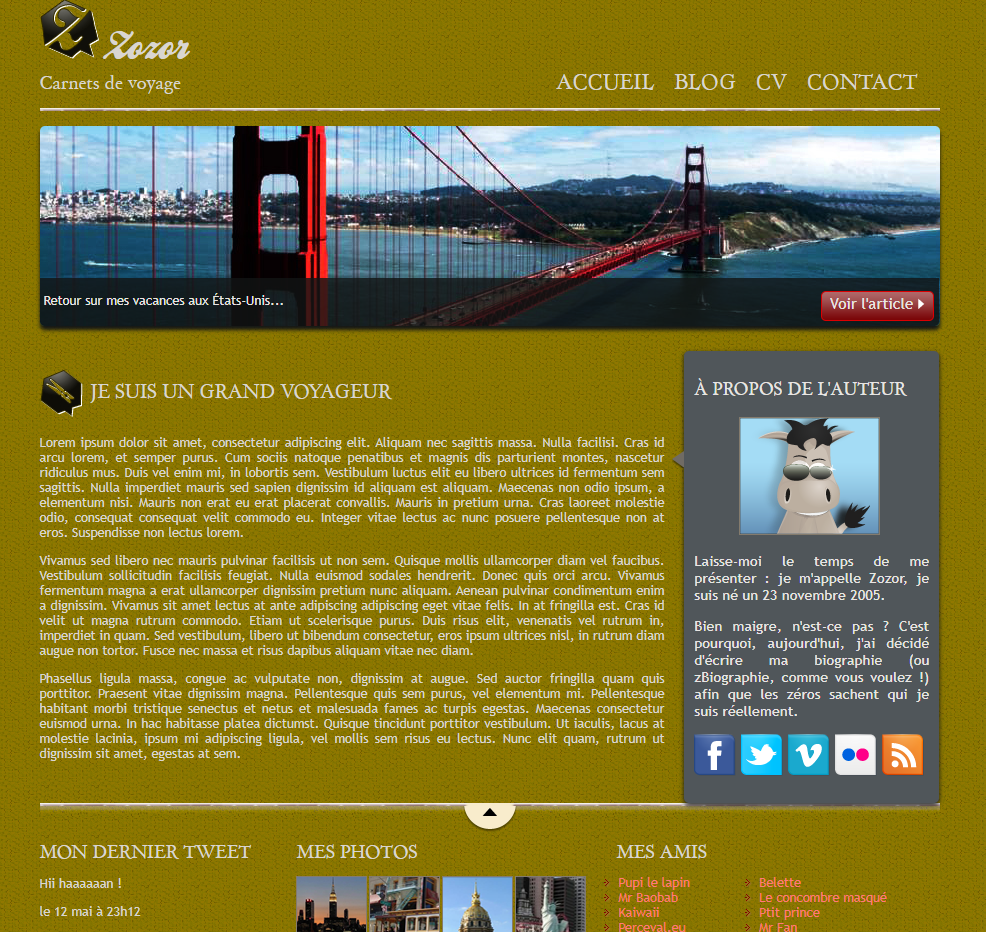 Zozor
Carnets de voyage
ACCUEIL BLOG CV CONTACT
Retour sur mes vacances aux États-Unis...
Voir l'article
JE SUIS UN GRAND VOYAGEUR
Lorem ipsum dolor sit amet, consectetur adipiscing elit. Aliquam nec sagittis massa. Nulla facilisi. Cras id
arcu lorem, et semper purus. Cum sociis natoque penatibus et magnis dis parturient montes, nascetur
ridiculus mus. Duis vel enim mi, in lobortis sem. Vestibulum luctus elit eu libero ultrices id fermentum sem
sagittis. Nulla imperdiet mauris sed sapien dignissim id aliquam est aliquam. Maecenas non odio ipsum, a
elementum nisi. Mauris non erat eu erat placerat convallis. Mauris in pretium urna. Cras laoreet molestie
odio, consequat consequat velit commodo eu. Integer vitae lectus ac nunc posuere pellentesque non at
eros. Suspendisse non lectus lorem.
Vivamus sed libero nec mauris pulvinar facilisis ut non sem. Quisque mollis ullamcorper diam vel faucibus.
Vestibulum sollicitudin facilisis feugiat. Nulla euismod sodales hendrerit. Donec quis orci arcu. Vivamus
fermentum magna a erat ullamcorper dignissim pretium nunc aliquam. Aenean pulvinar condimentum enim
a dignissim. Vivamus sit amet lectus at ante adipiscing adipiscing eget vitae felis. In at fringilla est. Cras id
velit ut magna rutrum commodo. Etiam ut scelerisque purus. Duis risus elit, venenatis vel rutrum in,
imperdiet in quam. Sed vestibulum, libero ut bibendum consectetur, eros ipsum ultrices nisl, in rutrum diam
augue non tortor. Fusce nec massa et risus dapibus aliquam vitae nec diam.
Phasellus ligula massa, congue ac vulputate non, dignissim at augue. Sed auctor fringilla quam quis
porttitor. Praesent vitae dignissim magna. Pellentesque quis sem purus, vel elementum mi. Pellentesque
habitant morbi tristique senectus et netus et malesuada fames ac turpis egestas. Maecenas consectetur
euismod urna. In hac habitasse platea dictumst. Quisque tincidunt porttitor vestibulum. Ut iaculis, lacus at
molestie lacinia, ipsum mi adipiscing ligula, vel mollis sem risus eu lectus. Nunc elit quam, rutrum ut
dignissim sit amet, egestas at sem.
À PROPOS DE L'AUTEUR
Laisse-moi le temps de me
présenter : je m'appelle Zozor, je
suis né un 23 novembre 2005.
Bien maigre, n'est-ce pas ? C'est
pourquoi, aujourd'hui, j'ai décidé
d'écrire ma biographie (ou
zBiographie, comme vous voulez !)
afin que les zéros sachent qui je
suis réellement.
MON DERNIER TWEET
Hii haaaaaan !
le 12 mai à 23h12
MES PHOTOS
MES AMIS
Pupi le lapin
Mr Baobab
Kaiwaii
Perceval.eu
Belette
Le concombre masqué
Ptit prince
Mr Fan